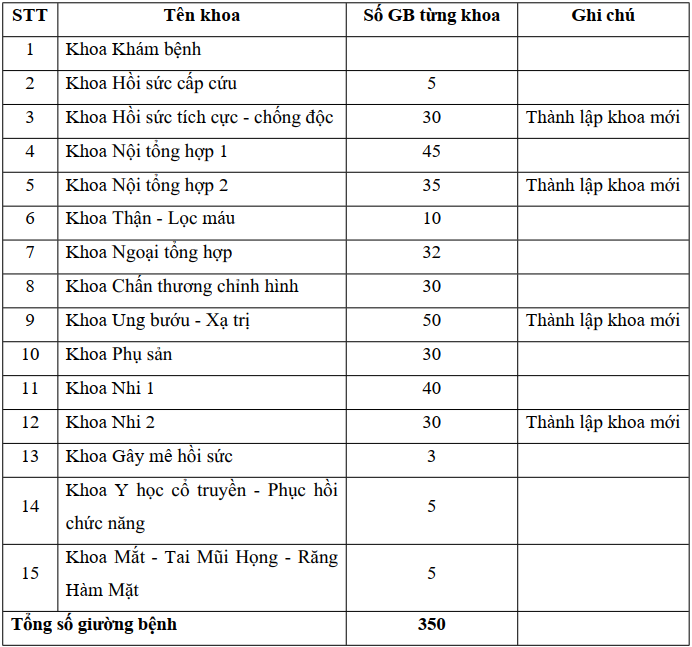 STT Tên khoa Số GB từng khoa Ghi chú
1 Khoa Khám bệnh
2 Khoa Hồi sức cấp cứu 5
3 Khoa Hồi sức tích cực - chống độc 30 Thành lập khoa mới
4 Khoa Nội tổng hợp 1 45
5 Khoa Nội tổng hợp 2 35 Thành lập khoa mới
6 Khoa Thận - Lọc máu 10
7 Khoa Ngoại tổng hợp 32
8 Khoa Chấn thương chỉnh hình 30
9 Khoa Ung bướu - Xạ trị 50 Thành lập khoa mới
10 Khoa Phụ sản 30
11 Khoa Nhi 1 40
12 Khoa Nhi 2 30 Thành lập khoa mới
13 Khoa Gây mê hồi sức 3
14 Khoa Y học cổ truyền - Phục hồi
chức năng 5
15 Khoa Mắt - Tai Mũi Họng - Răng
Hàm Mặt 5
Tổng số giường bệnh 350